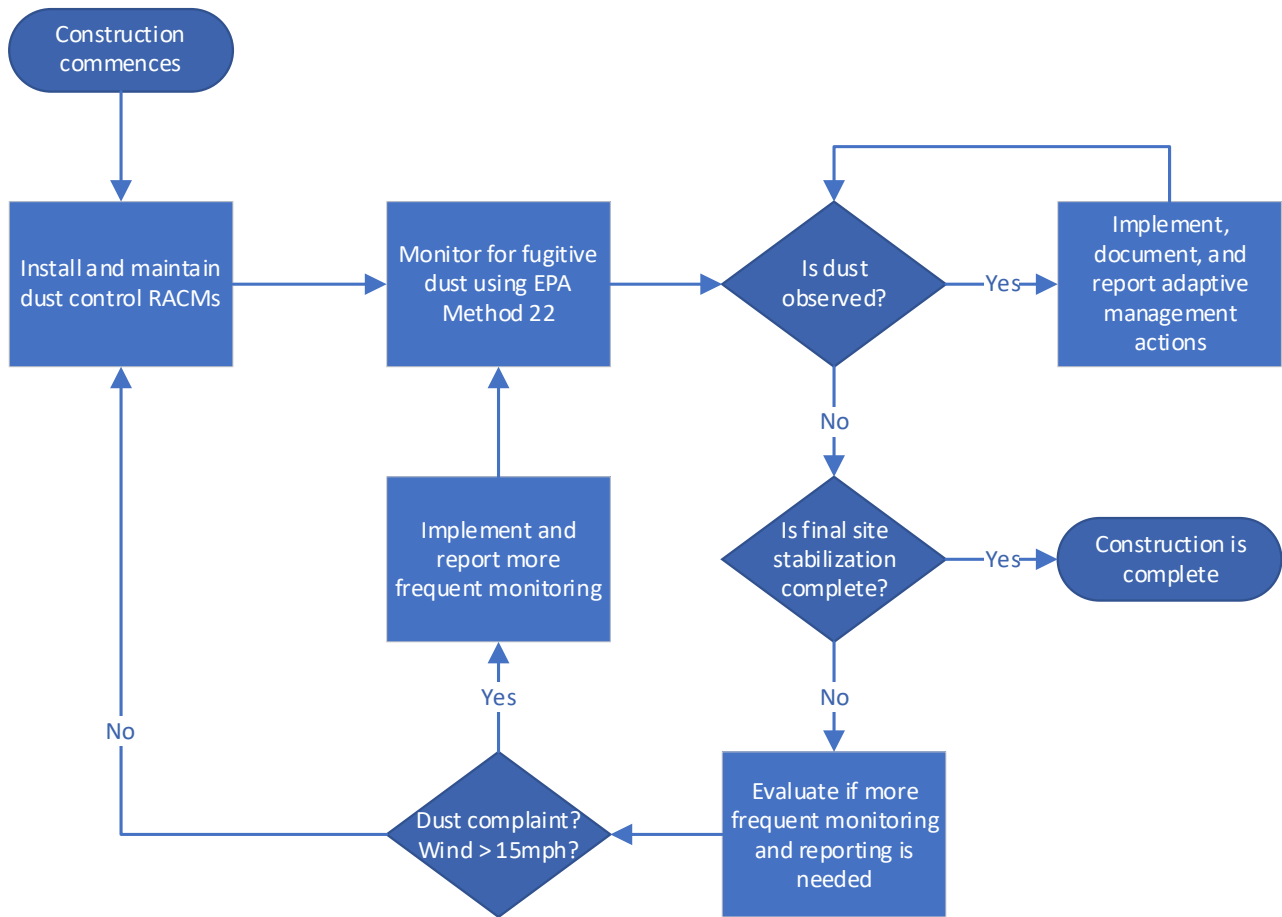 Construction
commences
Install and maintain
dust control RACMs
Monitor for fugitive
dust using EPA
Method 22
Is dust
observed?
Yes
Implement,
document, and
report adaptive
management
actions
No
Implement and
report more
frequent monitoring
Is final site
stabilization
complete?
Yes
Construction is
complete
Yes
No
No
Dust complaint?
Wind > 15mph?
Evaluate if more
frequent monitoring
and reporting is
needed